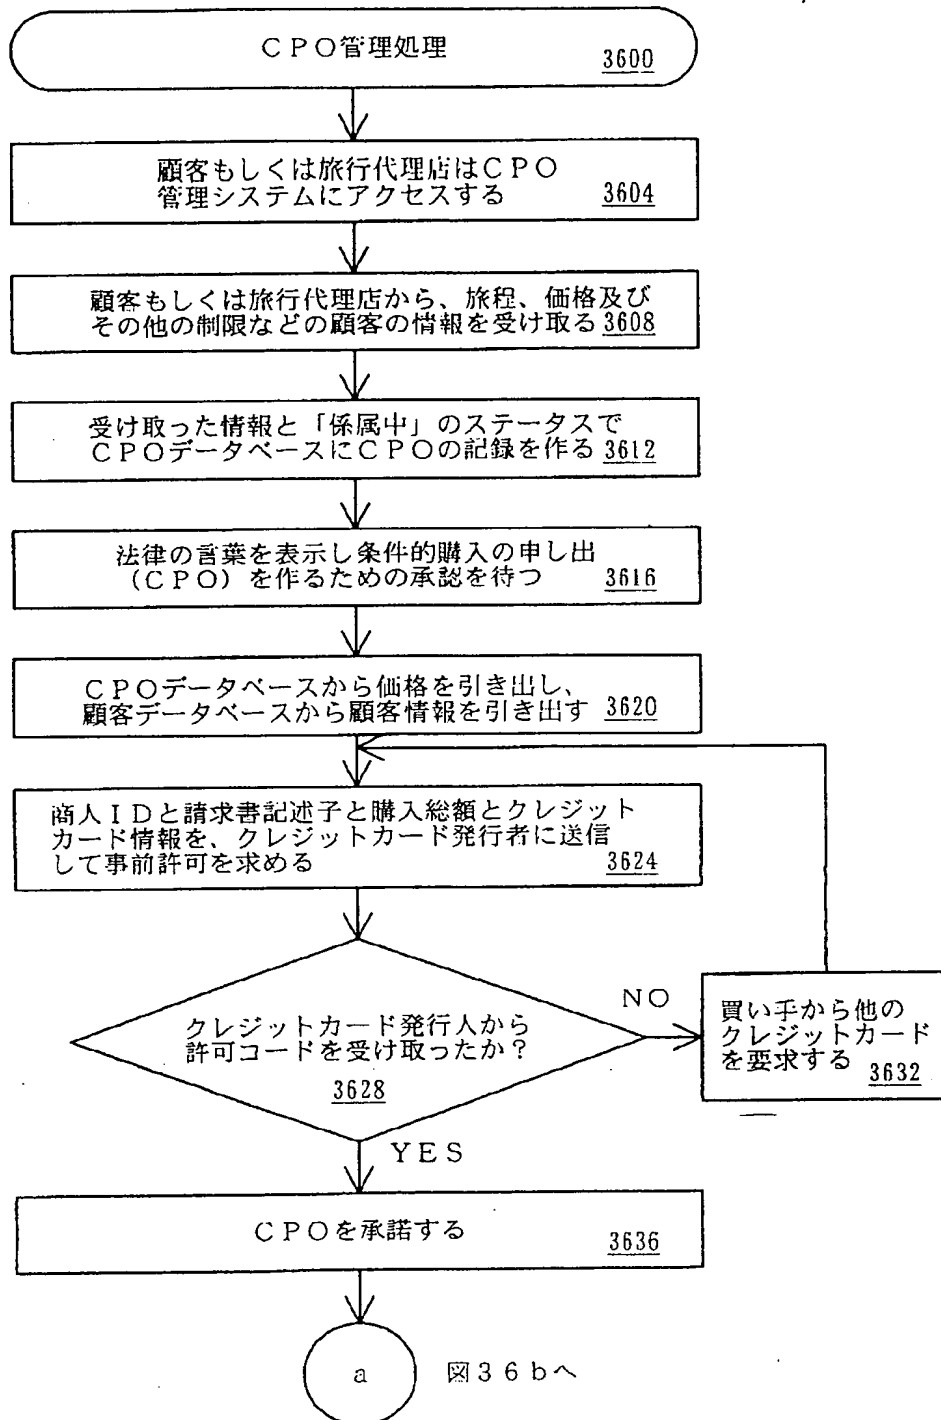 ＣＰＯ管理処理 3600
顧客もしくは旅行代理店はＣＰＯ
管理システムにアクセスする 3604
顧客もしくは旅行代理店から、旅程、価格及び
その他の制限などの顧客の情報を受け取る 3608
受け取った情報と「係属中」のステータスで
ＣＰＯデータベースにＣＰＯの記録を作る 3612
法律の言葉を表示し条件的購入の申し出
（ＣＰＯ）を作るための承認を待つ 3616
ＣＰＯデータベースから価格を引き出し、
顧客データベースから顧客情報を引き出す 3620
商人ＩＤと請求書記述子と購入総額とクレジット
カード情報を、クレジットカード発行者に送信
して事前許可を求める 3624
クレジットカード発行人から
許可コードを受け取ったか？
3628
ＮＯ
買い手から他の
クレジットカード
を要求する 3632
ＹＥＳ
ＣＰＯを承諾する 3636
ａ 図３６ｂへ